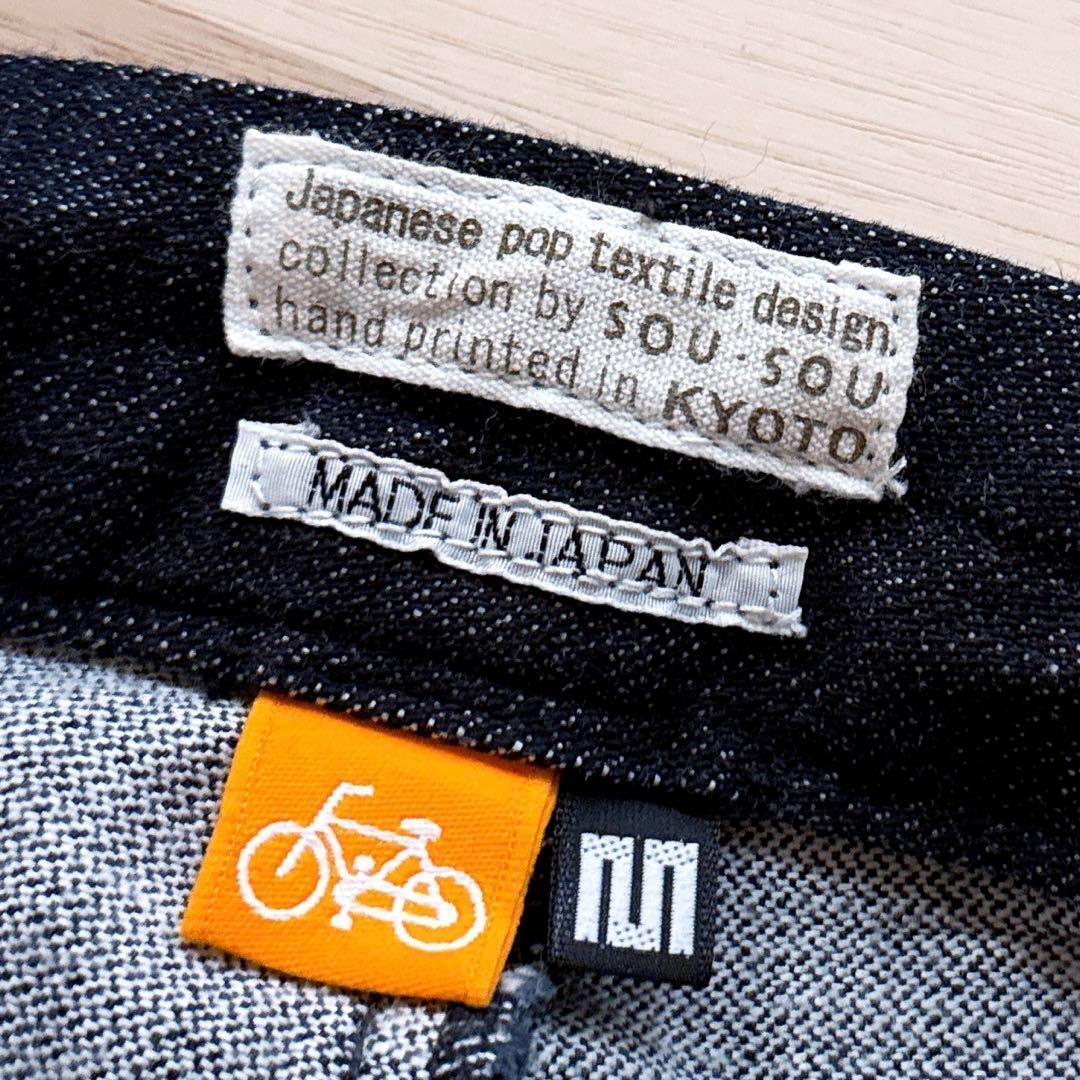 Japanese pop textile design,
collection by SOU・SOU
hand printed in KYOTO.
MADE IN JAPAN
M